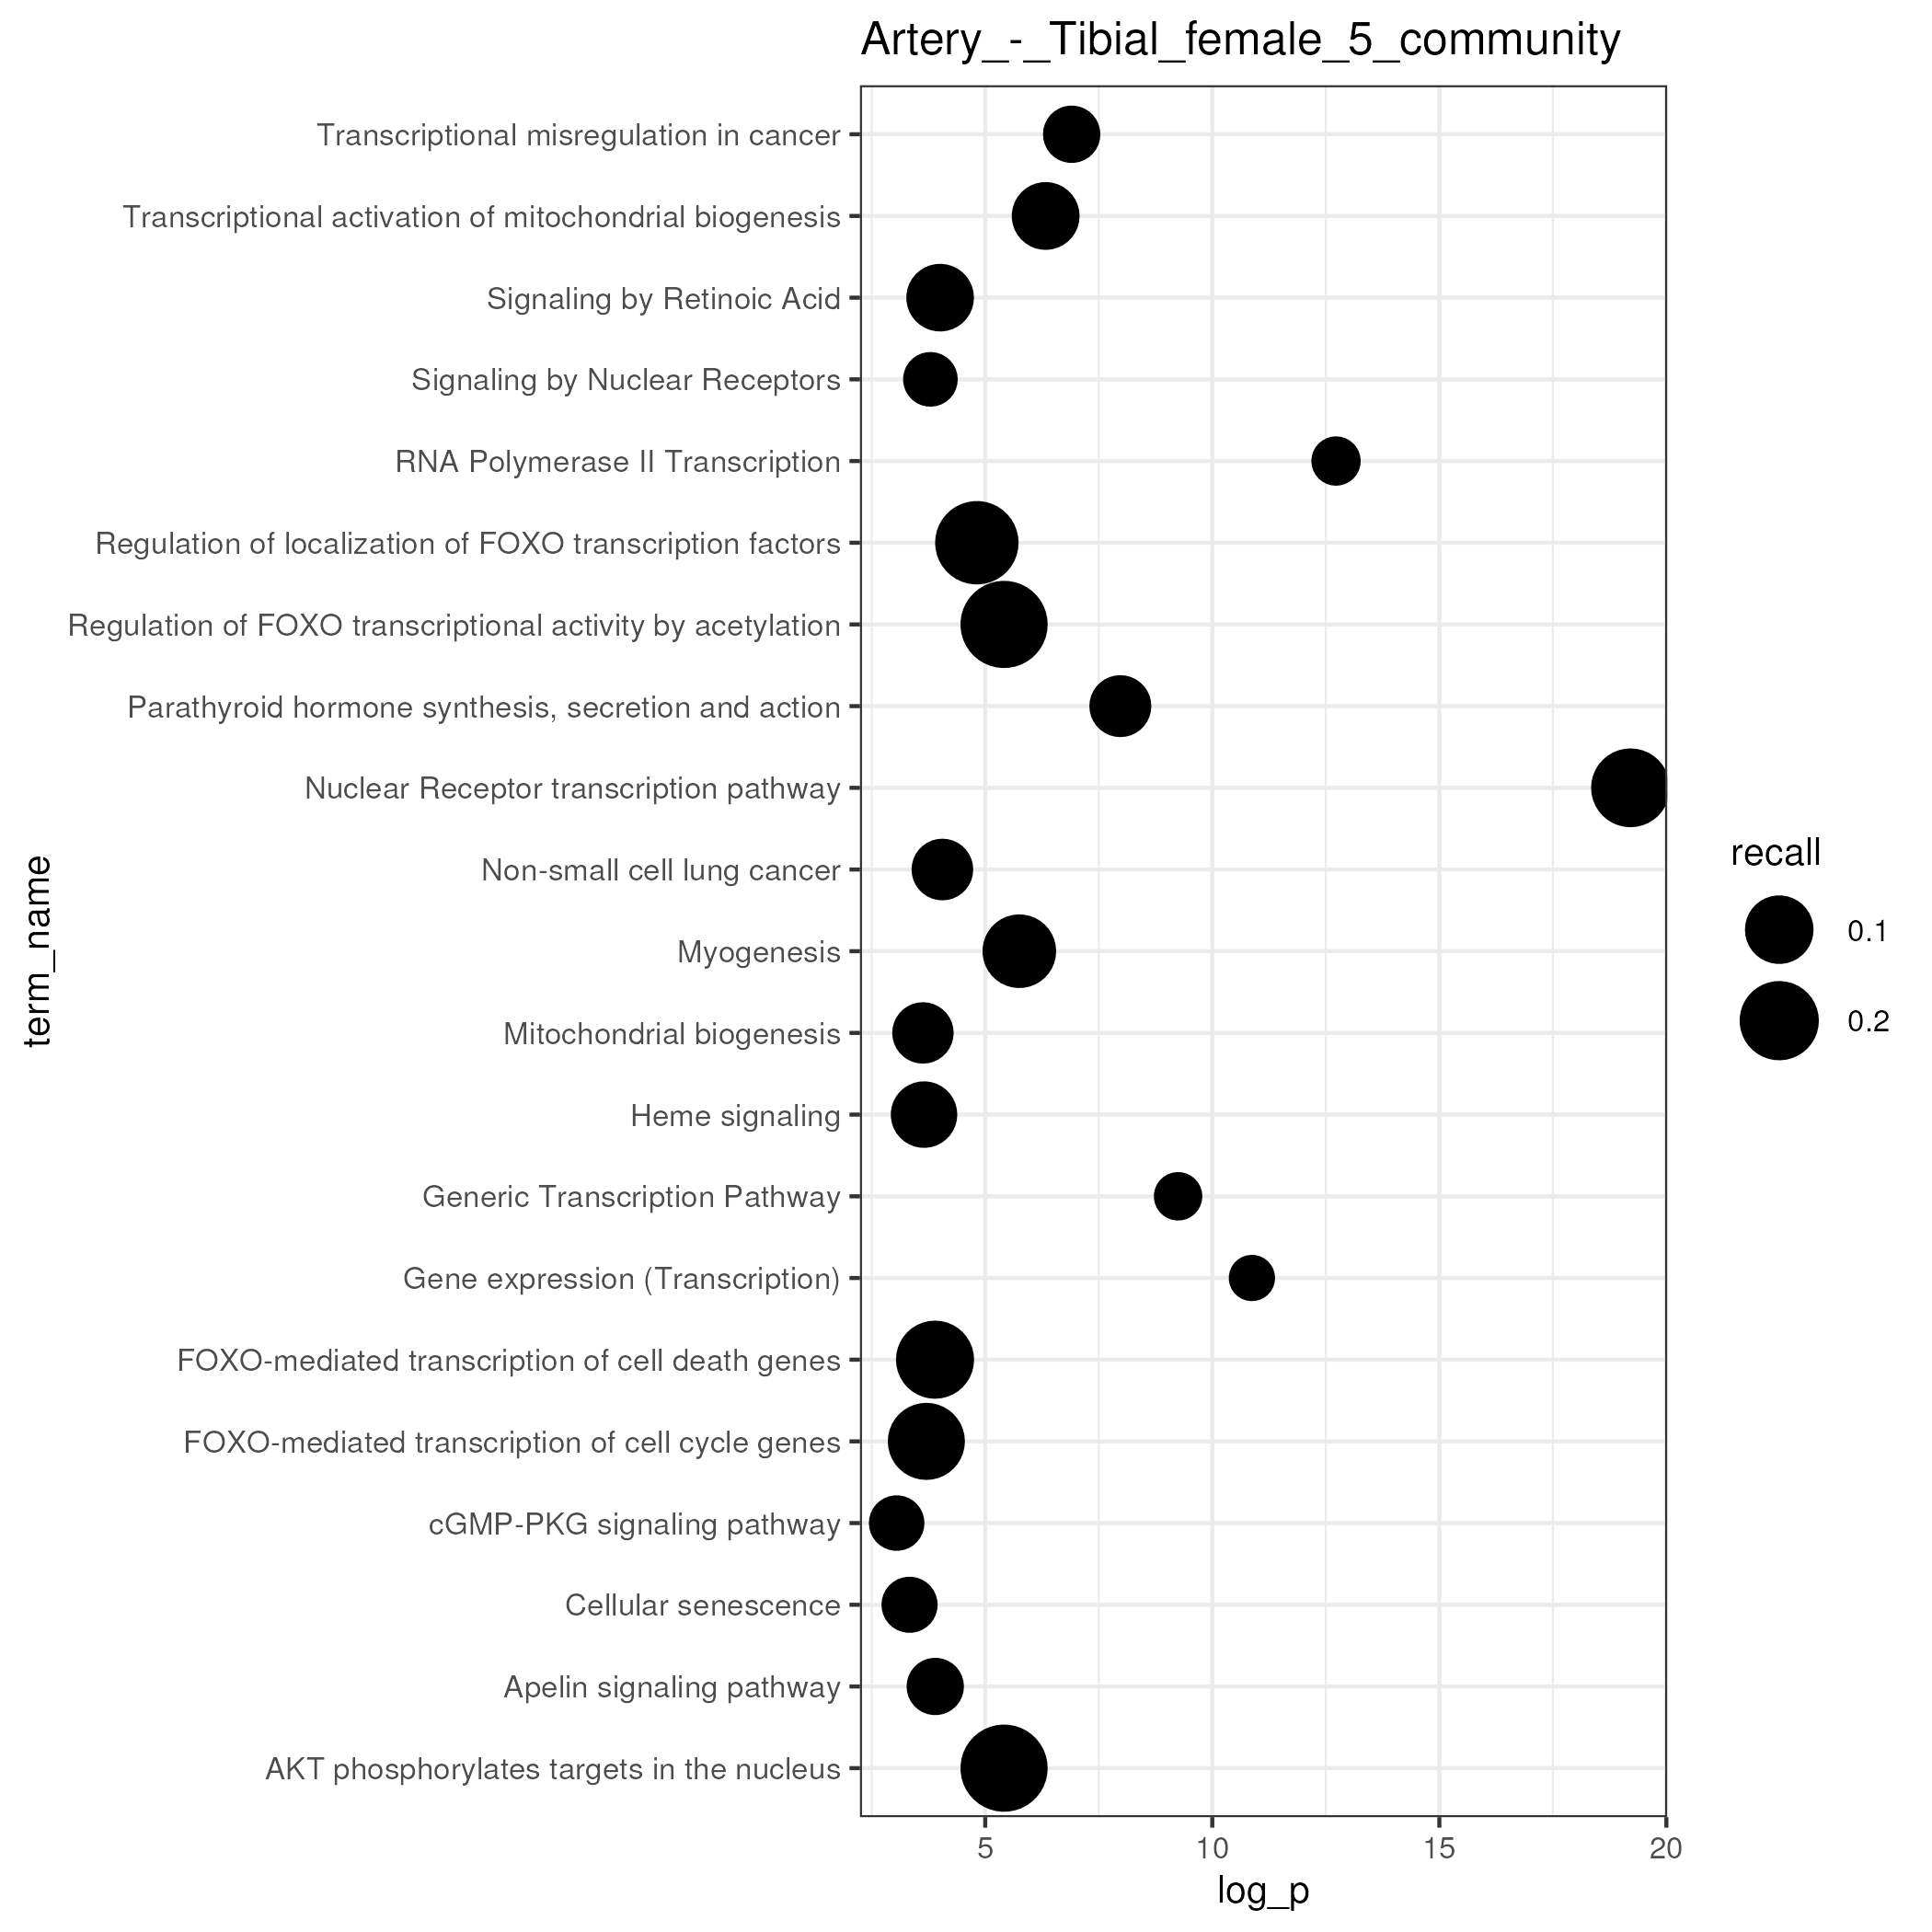 Artery_-_Tibial_female_5_community
Transcriptional misregulation in cancer
Transcriptional activation of mitochondrial biogenesis
Signaling by Retinoic Acid
Signaling by Nuclear Receptors
RNA Polymerase II Transcription
Regulation of localization of FOXO transcription factors
Regulation of FOXO transcriptional activity by acetylation
Parathyroid hormone synthesis, secretion and action
Nuclear Receptor transcription pathway
Non-small cell lung cancer
Myogenesis
Mitochondrial biogenesis
Heme signaling
Generic Transcription Pathway
Gene expression (Transcription)
FOXO-mediated transcription of cell death genes
FOXO-mediated transcription of cell cycle genes
cGMP-PKG signaling pathway
Cellular senescence
Apelin signaling pathway
AKT phosphorylates targets in the nucleus
term_name
5 10 15 20
log_p
recall
0.1
0.2